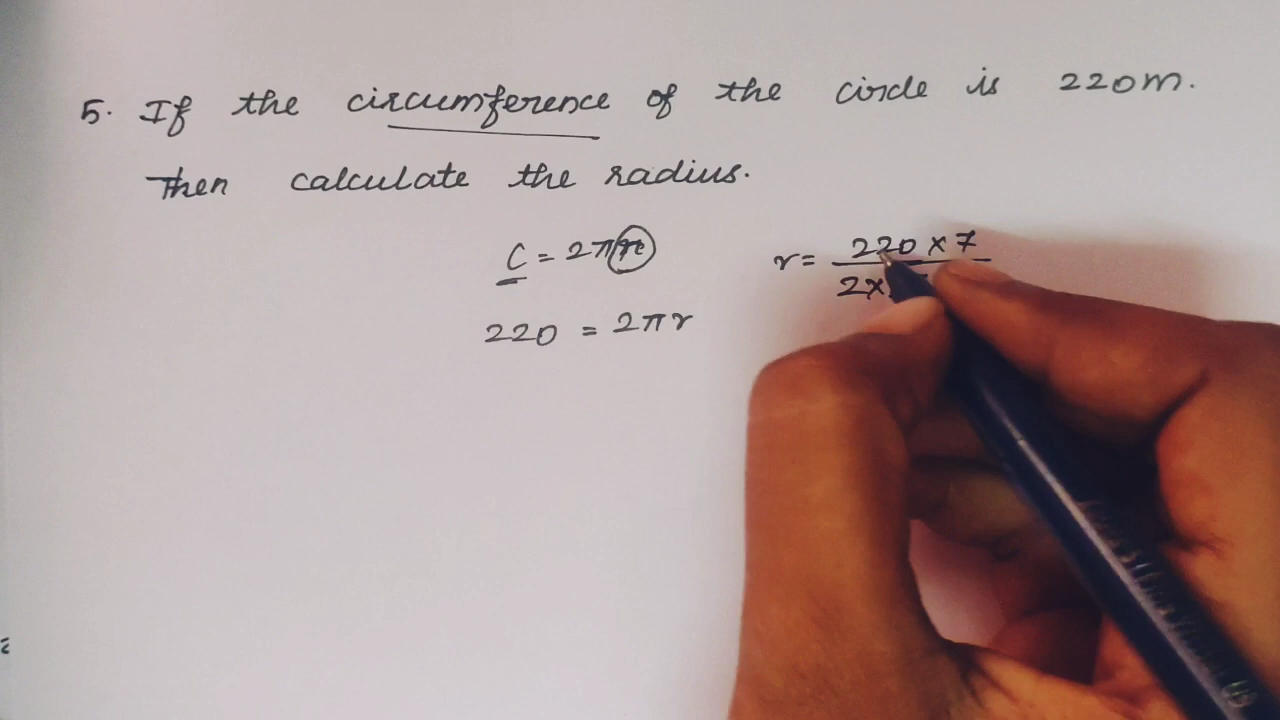 5. If the circumference of the circle is 220m.
Then calculate the radius.
C = 2πr
220 = 2πr
r = 220 × 7
2×